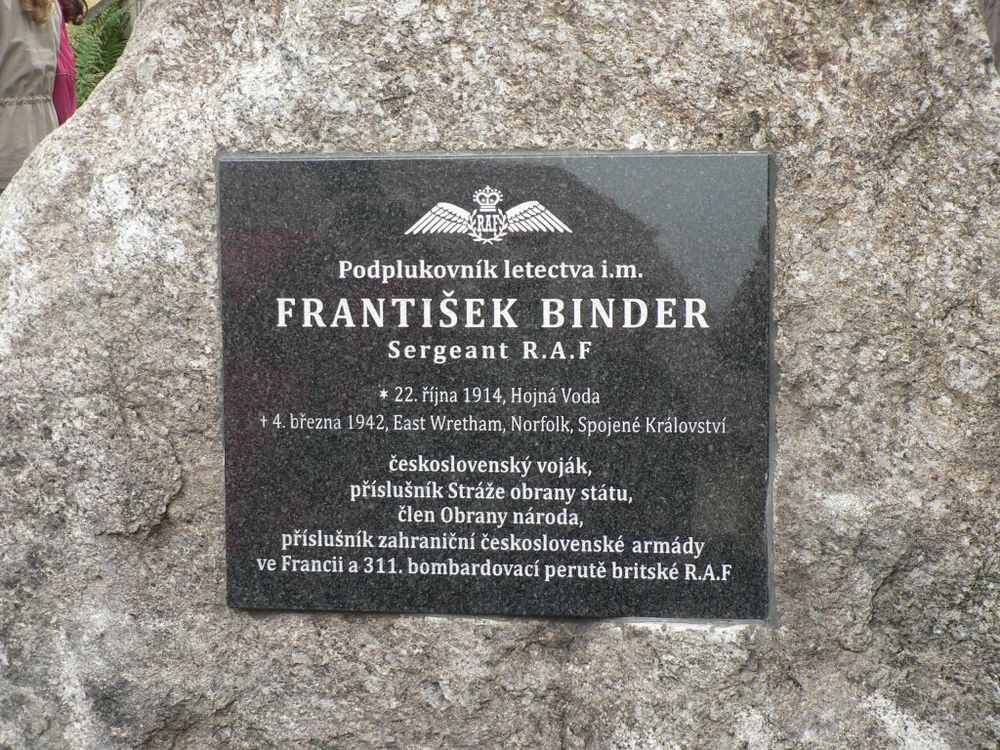 RAF
Podplukovník letectva i.m.
FRANTIŠEK BINDER
Sergeant R.A.F
* 22. října 1914, Hojná Voda
† 4. března 1942, East Wretham, Norfolk, Spojené Království
československý voják,
příslušník Stráže obrany státu,
člen Obrany národa,
příslušník zahraniční československé armády
ve Francii a 311. bombardovací perutě britské R.A.F